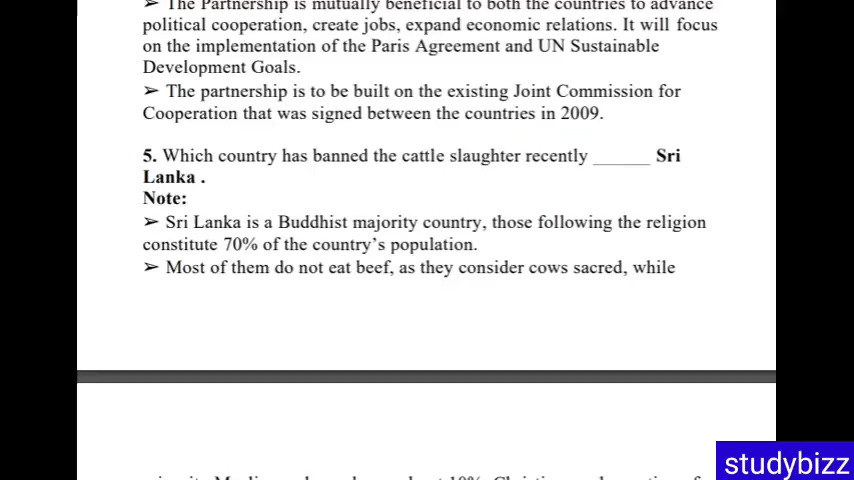 ➢ The Partnership is mutually beneficial to both the countries to advance
political cooperation, create jobs, expand economic relations. It will focus
on the implementation of the Paris Agreement and UN Sustainable
Development Goals.
➢ The partnership is to be built on the existing Joint Commission for
Cooperation that was signed between the countries in 2009.
5. Which country has banned the cattle slaughter recently ______ Sri
Lanka .
Note:
➢ Sri Lanka is a Buddhist majority country, those following the religion
constitute 70% of the country’s population.
➢ Most of them do not eat beef, as they consider cows sacred, while
studybizz